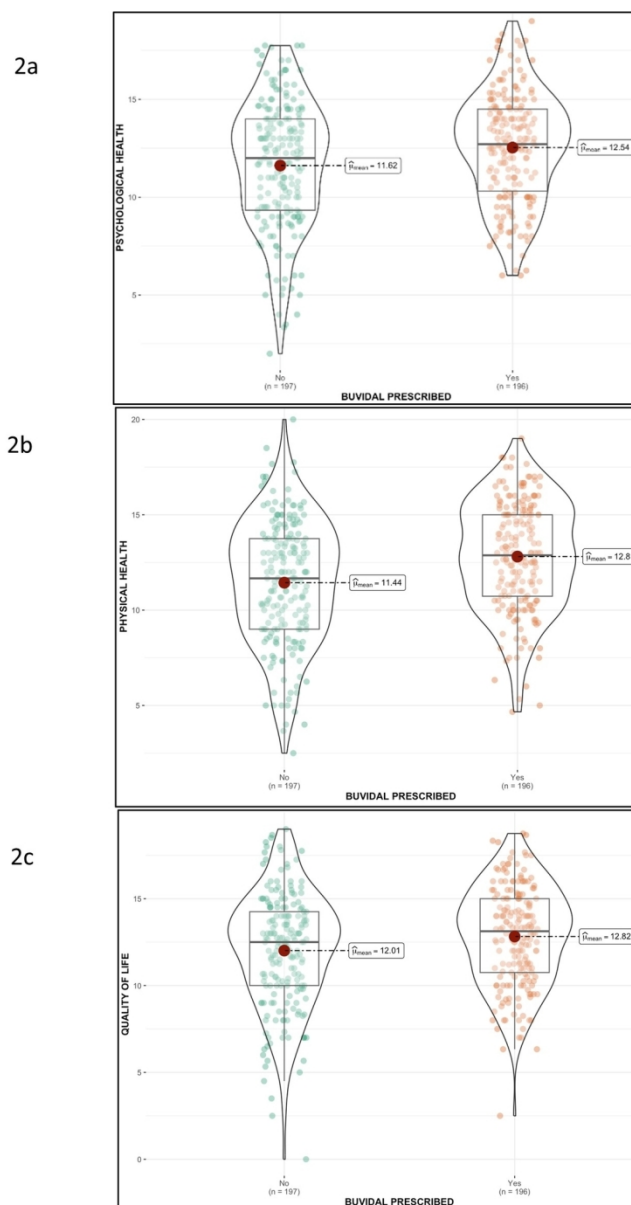 2a
PSYCHOLOGICAL HEALTH
15
10
5
μ̂mean = 11.62
μ̂mean = 12.54
No
(n = 197)
Yes
(n = 196)
BUVIDAL PRESCRIBED
2b
PHYSICAL HEALTH
20
15
10
5
μ̂mean = 11.44
μ̂mean = 12.8
No
(n = 197)
Yes
(n = 196)
BUVIDAL PRESCRIBED
2c
QUALITY OF LIFE
15
10
5
0
μ̂mean = 12.01
μ̂mean = 12.82
No
(n = 197)
Yes
(n = 196)
BUVIDAL PRESCRIBED